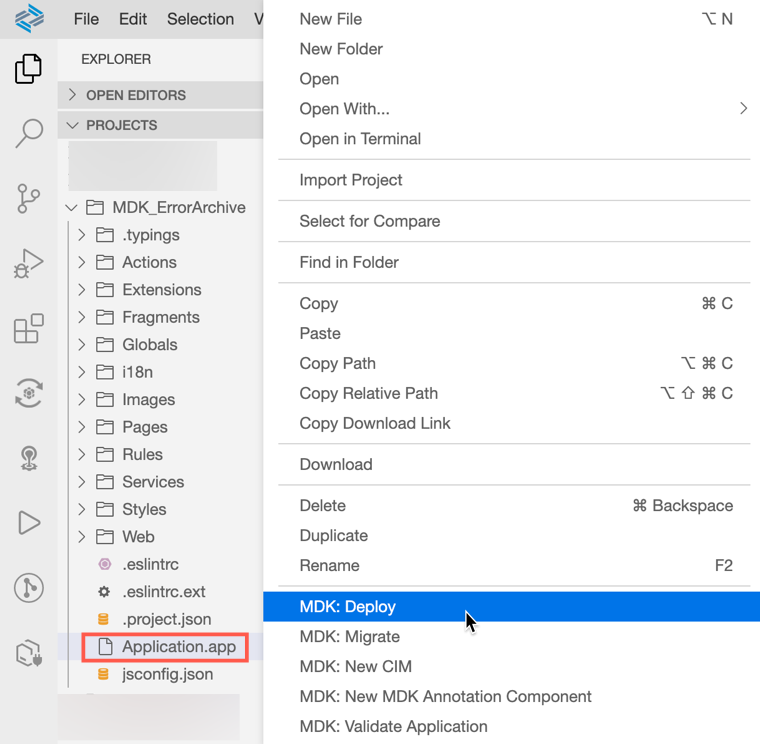 File Edit Selection V
EXPLORER
OPEN EDITORS
PROJECTS
MDK_ErrorArchive
.typings
Actions
Extensions
Fragments
Globals
i18n
Images
Pages
Rules
Services
Styles
Web
.eslintrc
.eslintrc.ext
.project.json
Application.app
jsconfig.json
New File ⌥ N
New Folder
Open
Open With...
Open in Terminal
Import Project
Select for Compare
Find in Folder
Copy ⌘ C
Paste
Copy Path ⌥ ⌘ C
Copy Relative Path ⌥ ⇧ ⌘ C
Copy Download Link
Download
Delete ⌘ Backspace
Duplicate
Rename F2
MDK: Deploy
MDK: Migrate
MDK: New CIM
MDK: New MDK Annotation Component
MDK: Validate Application